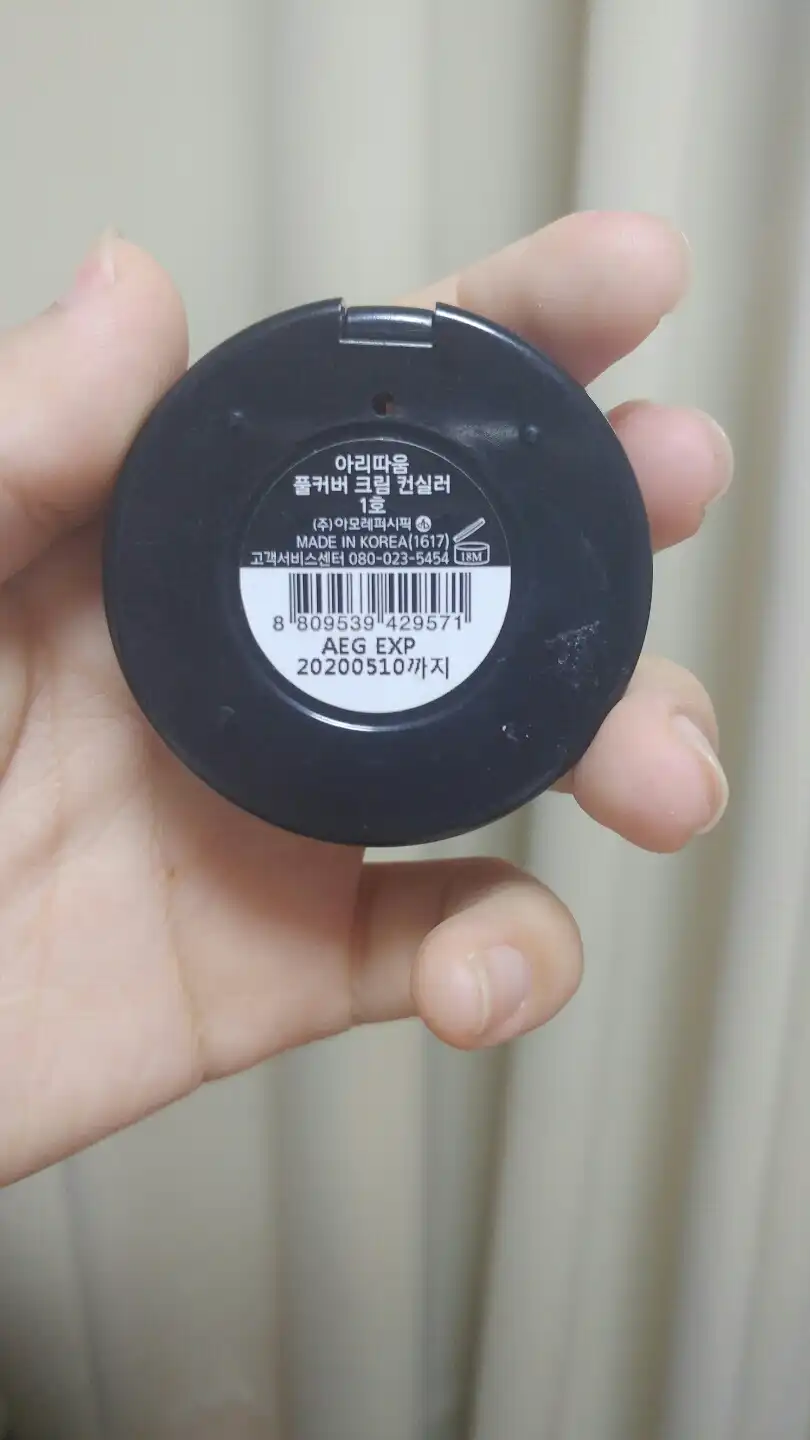 아리따움
풀커버 크림 컨실러
1호
(주)아모레퍼시픽
MADE IN KOREA(1617)
고객서비스센터 080-023-5454
18M
8 809539 429571
AEG EXP
20200510까지